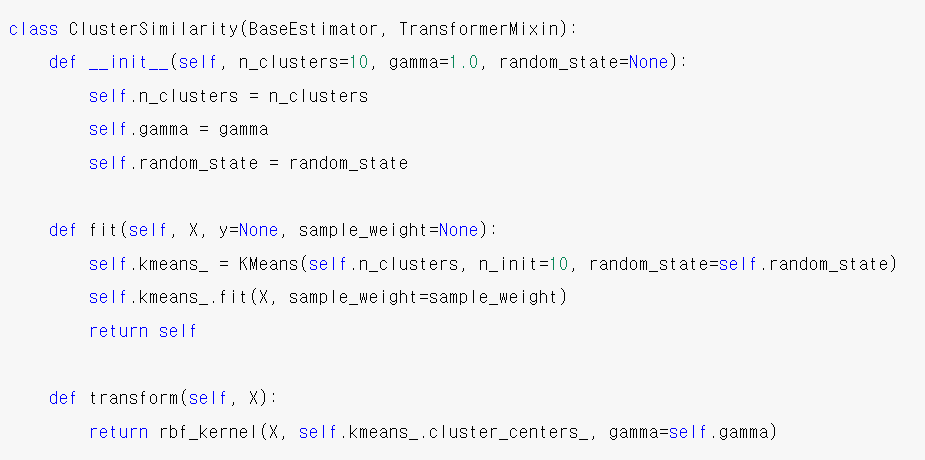 class ClusterSimilarity(BaseEstimator, TransformerMixin):
    def __init__(self, n_clusters=10, gamma=1.0, random_state=None):
        self.n_clusters = n_clusters
        self.gamma = gamma
        self.random_state = random_state

    def fit(self, X, y=None, sample_weight=None):
        self.kmeans_ = KMeans(self.n_clusters, n_init=10, random_state=self.random_state)
        self.kmeans_.fit(X, sample_weight=sample_weight)
        return self

    def transform(self, X):
        return rbf_kernel(X, self.kmeans_.cluster_centers_, gamma=self.gamma)